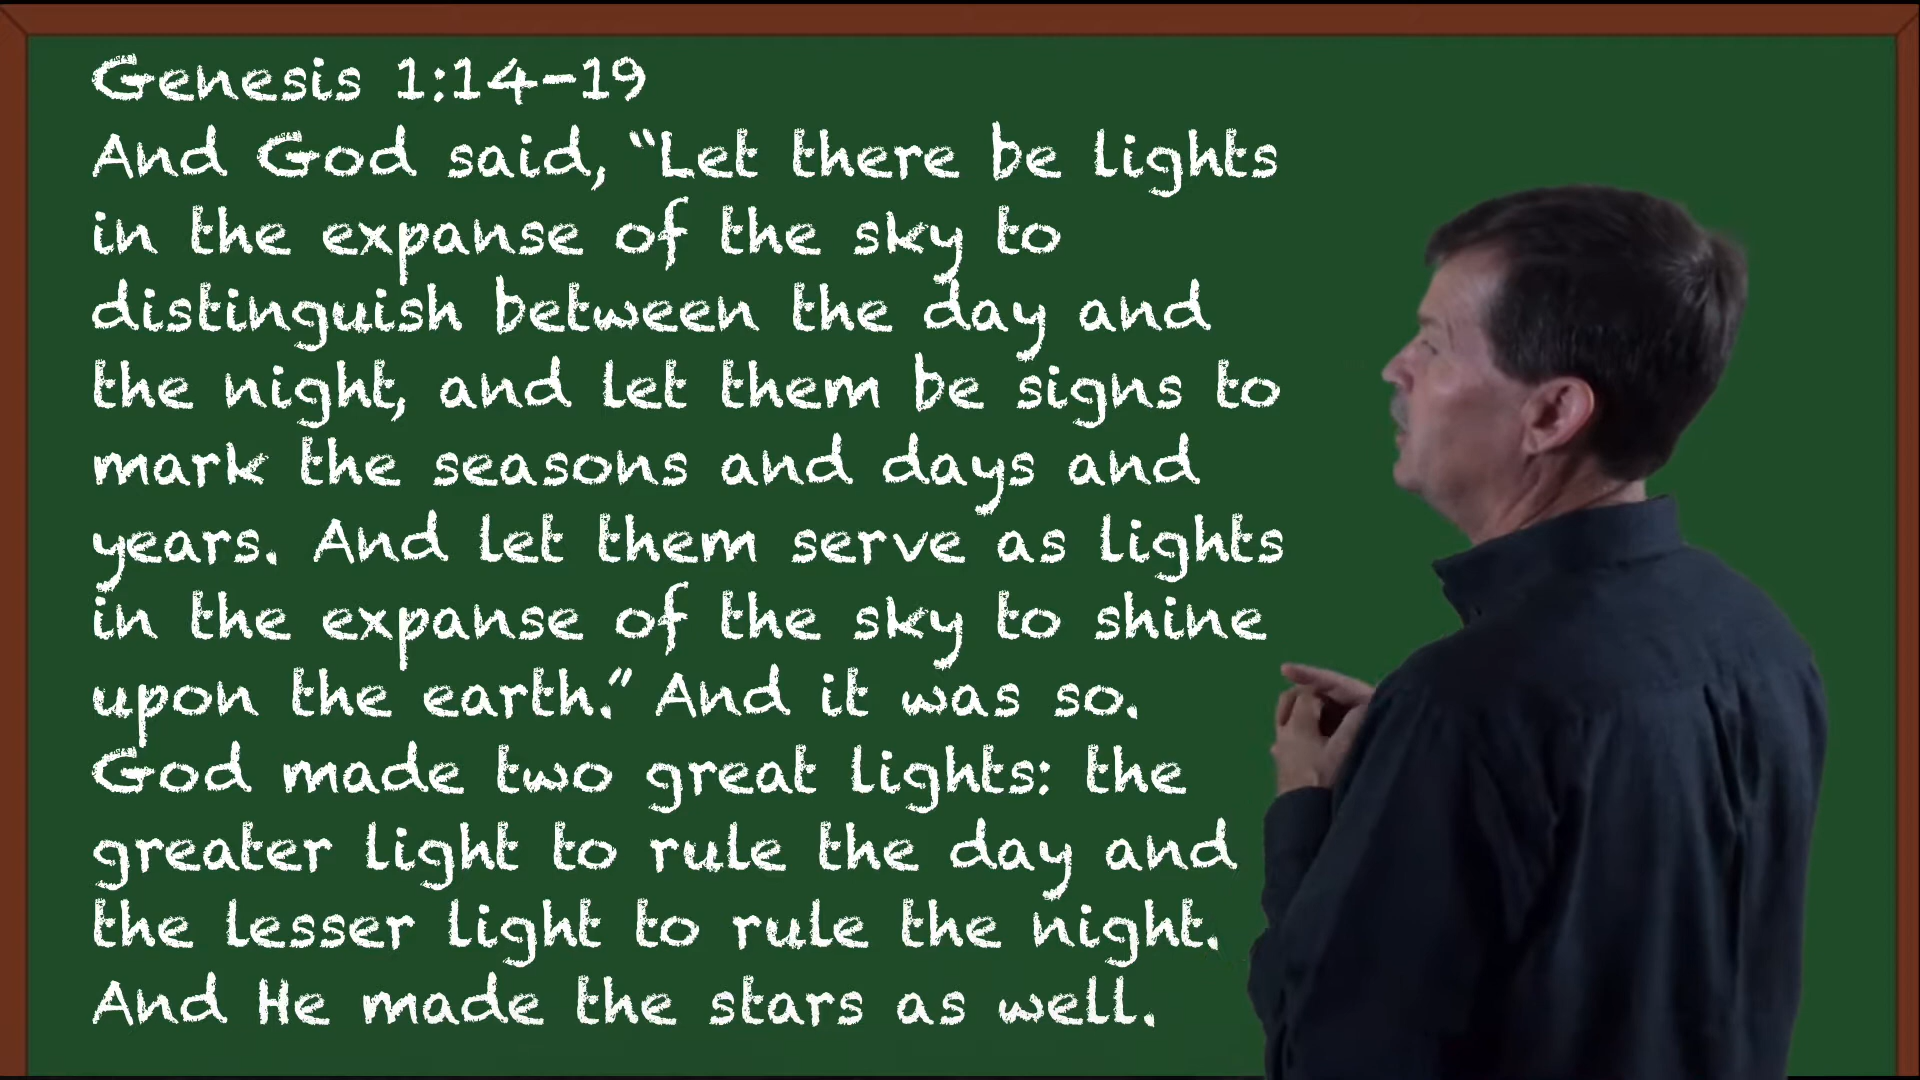 Genesis 1:14-19
And God said, “Let there be lights
in the expanse of the sky to
distinguish between the day and
the night, and let them be signs to
mark the seasons and days and
years. And let them serve as lights
in the expanse of the sky to shine
upon the earth.” And it was so.
God made two great lights: the
greater light to rule the day and
the lesser light to rule the night.
And He made the stars as well.